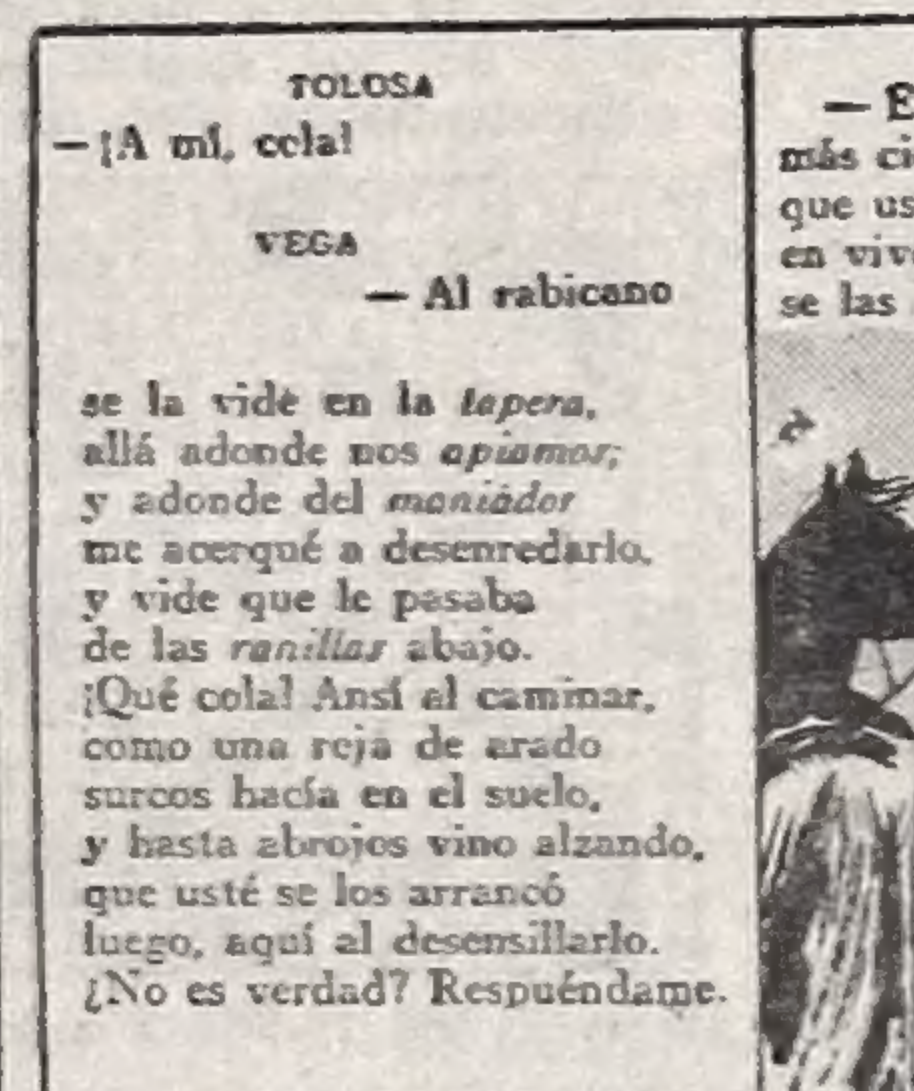 TOLOSA
— ¡A mí, cola!
VEGA
— Al rabicano
se la vide en la tapera,
allá adonde nos apiamos;
y adonde del maniador
me acerqué a desenredarlo,
y vide que le pasaba
de las ranillas abajo.
¡Qué cola! Ansí al caminar,
como una reja de arado
surcos hacía en el suelo,
y hasta abrojos vino alzando,
que usté se los arrancó
luego, aquí al desensillarlo.
¿No es verdad? Respuéndame.
— E
más ci
que us
en viv
se las